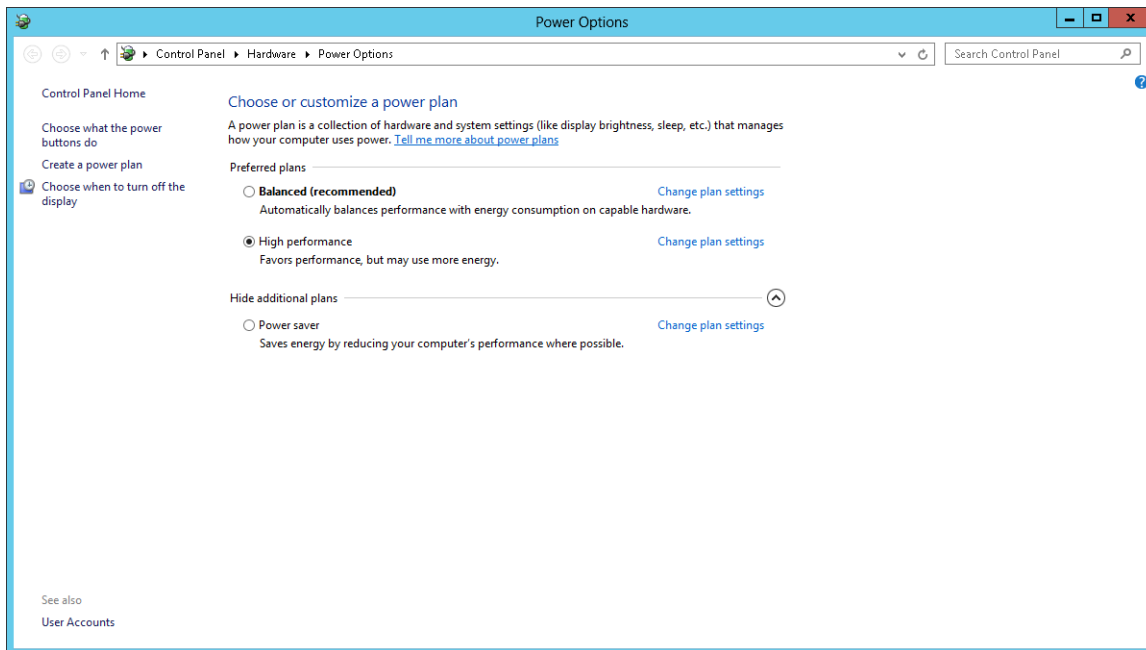 Power Options
Control Panel Hardware Power Options
Search Control Panel
Control Panel Home
Choose what the power
buttons do
Create a power plan
Choose when to turn off the
display
Choose or customize a power plan
A power plan is a collection of hardware and system settings (like display brightness, sleep, etc.) that manages
how your computer uses power. Tell me more about power plans
Preferred plans
Balanced (recommended) Change plan settings
Automatically balances performance with energy consumption on capable hardware.
High performance Change plan settings
Favors performance, but may use more energy.
Hide additional plans
Power saver Change plan settings
Saves energy by reducing your computer's performance where possible.
See also
User Accounts